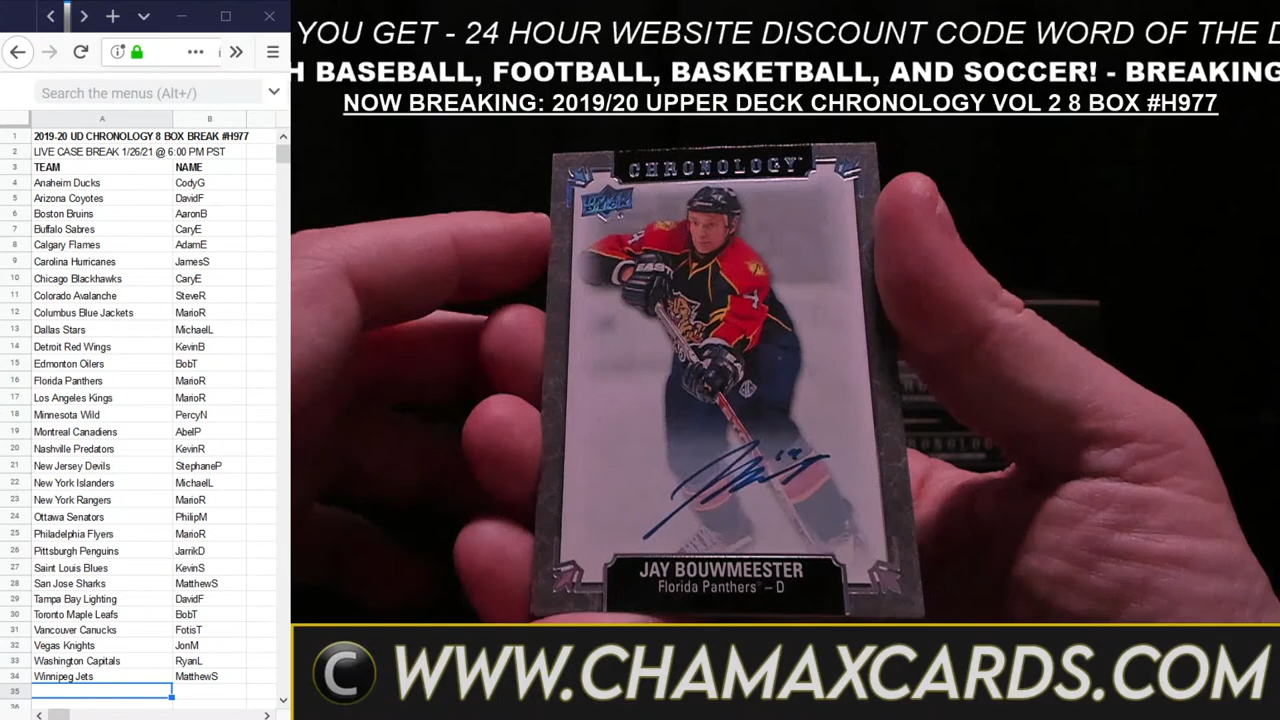 YOU GET - 24 HOUR WEBSITE DISCOUNT CODE WORD OF THE
H BASEBALL, FOOTBALL, BASKETBALL, AND SOCCER! - BREAKING
NOW BREAKING: 2019/20 UPPER DECK CHRONOLOGY VOL 2 8 BOX #H977
Search the menus (Alt+/)
A B
1 2019-20 UD CHRONOLOGY 8 BOX BREAK #H977
2 LIVE CASE BREAK 1/26/21 @ 6:00 PM PST
3 TEAM NAME
4 Anaheim Ducks CodyG
5 Arizona Coyotes DavidF
6 Boston Bruins AaronB
7 Buffalo Sabres CaryE
8 Calgary Flames AdamE
9 Carolina Hurricanes JamesS
10 Chicago Blackhawks CaryE
11 Colorado Avalanche SteveR
12 Columbus Blue Jackets MarioR
13 Dallas Stars MichaelL
14 Detroit Red Wings KevinB
15 Edmonton Oilers BobT
16 Florida Panthers MarioR
17 Los Angeles Kings MarioR
18 Minnesota Wild PercyN
19 Montreal Canadiens AbelP
20 Nashville Predators KevinR
21 New Jersey Devils StephaneP
22 New York Islanders MichaelL
23 New York Rangers MarioR
24 Ottawa Senators PhilipM
25 Philadelphia Flyers MarioR
26 Pittsburgh Penguins JarrikD
27 Saint Louis Blues KevinS
28 San Jose Sharks MatthewS
29 Tampa Bay Lighting DavidF
30 Toronto Maple Leafs BobT
31 Vancouver Canucks FotisT
32 Vegas Knights JonM
33 Washington Capitals RyanL
34 Winnipeg Jets MatthewS
35
CHRONOLOGY
UPPER DECK
EAST
4
JAY BOUWMEESTER
Florida Panthers – D
C WWW.CHAMAXCARDS.COM